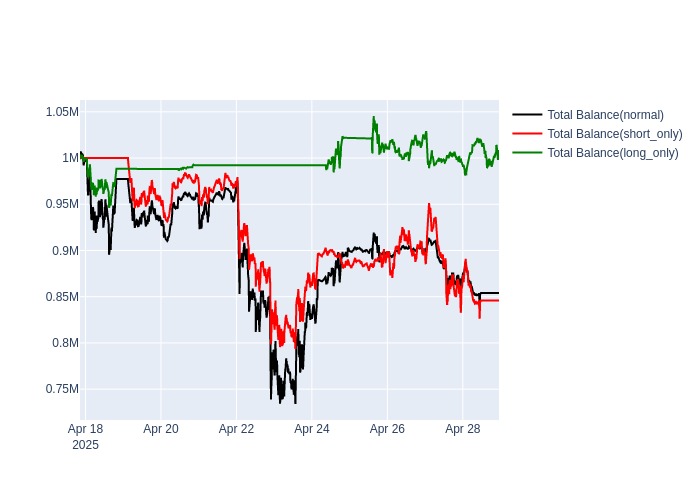 1.05M
1M
0.95M
0.9M
0.85M
0.8M
0.75M
Apr 18
2025
Apr 20
Apr 22
Apr 24
Apr 26
Apr 28
Total Balance(normal)
Total Balance(short_only)
Total Balance(long_only)